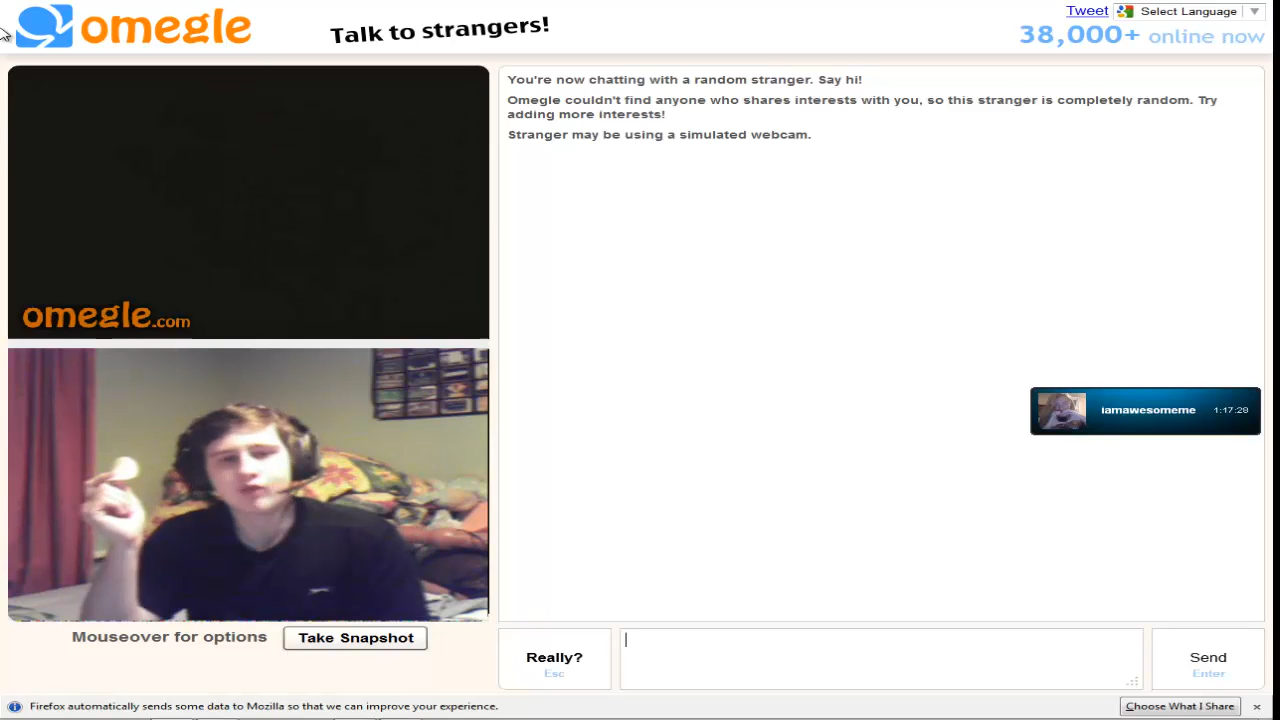 omegle
Talk to strangers!
Tweet
Select Language
38,000+ online now
You're now chatting with a random stranger. Say hi!
Omegle couldn't find anyone who shares interests with you, so this stranger is completely random. Try
adding more interests!
Stranger may be using a simulated webcam.
omegle.com
iamawesomeme 1:17:20
Mouseover for options
Take Snapshot
Really?
Esc
Send
Enter
Firefox automatically sends some data to Mozilla so that we can improve your experience.
Choose What I Share